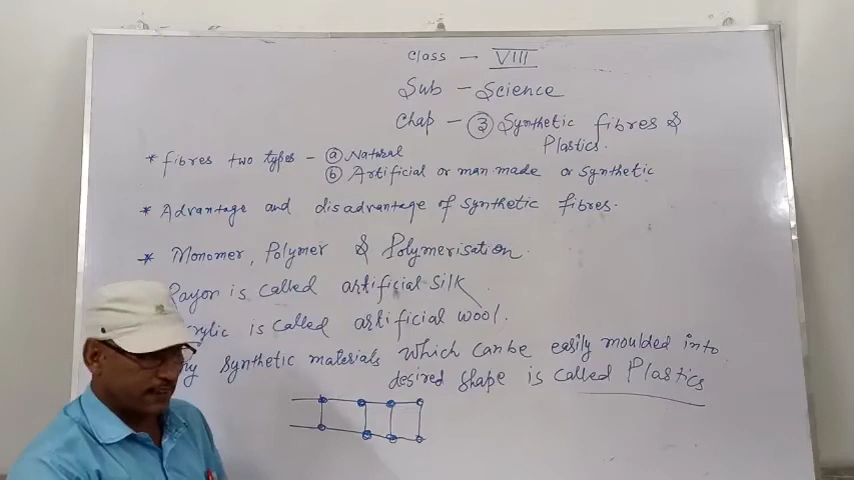 Class - VIII
Sub - Science
Chap - ③ Synthetic fibres &
Plastics.
* fibres two types - ⓐ Natural
ⓑ Artificial or man made or synthetic
* Advantage and disadvantage of synthetic fibres.
* Monomer, Polymer & Polymerisation.
Rayon is called artificial silk
is called artificial wool.
synthetic materials which can be easily moulded into
desired shape is called Plastics